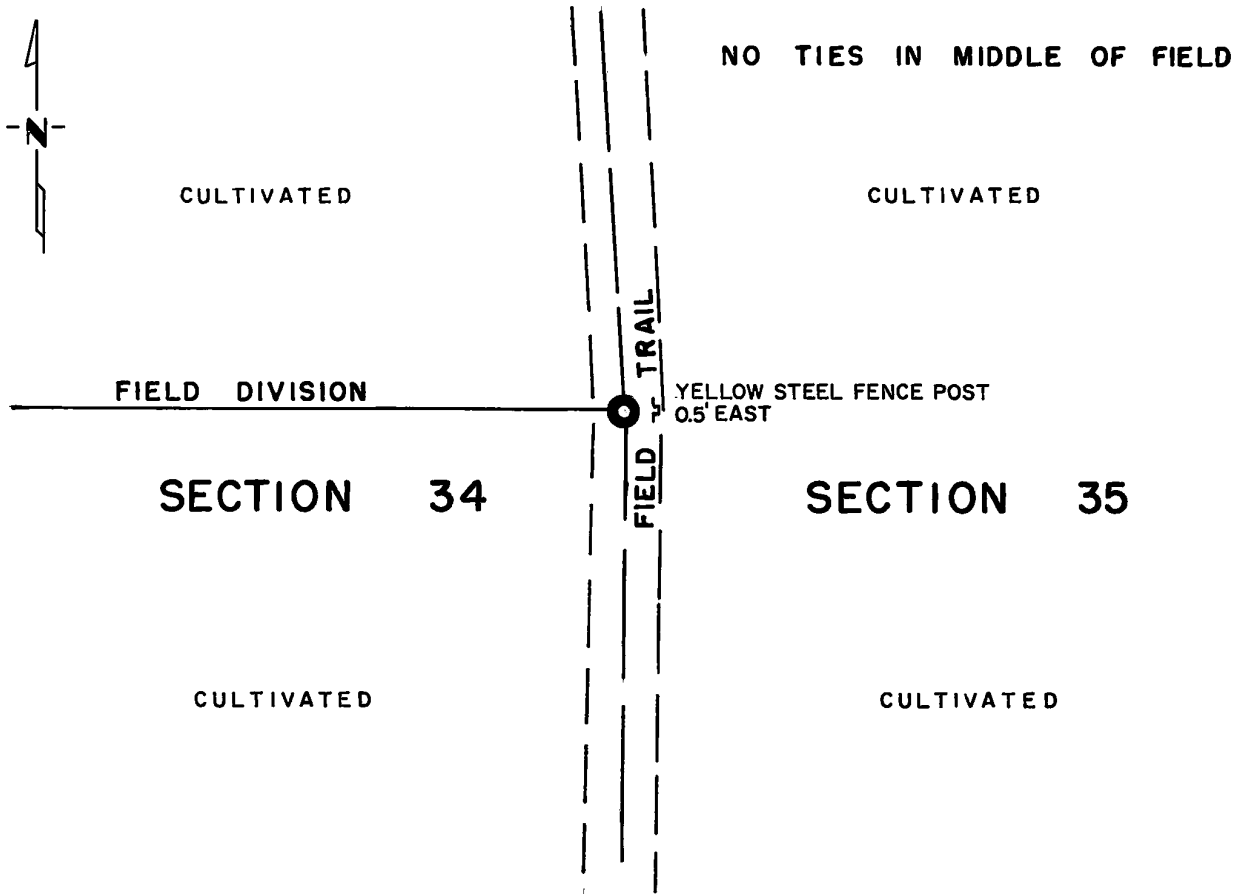 NO TIES IN MIDDLE OF FIELD
N
CULTIVATED
CULTIVATED
FIELD TRAIL
FIELD DIVISION
YELLOW STEEL FENCE POST
0.5' EAST
SECTION 34
SECTION 35
CULTIVATED
CULTIVATED